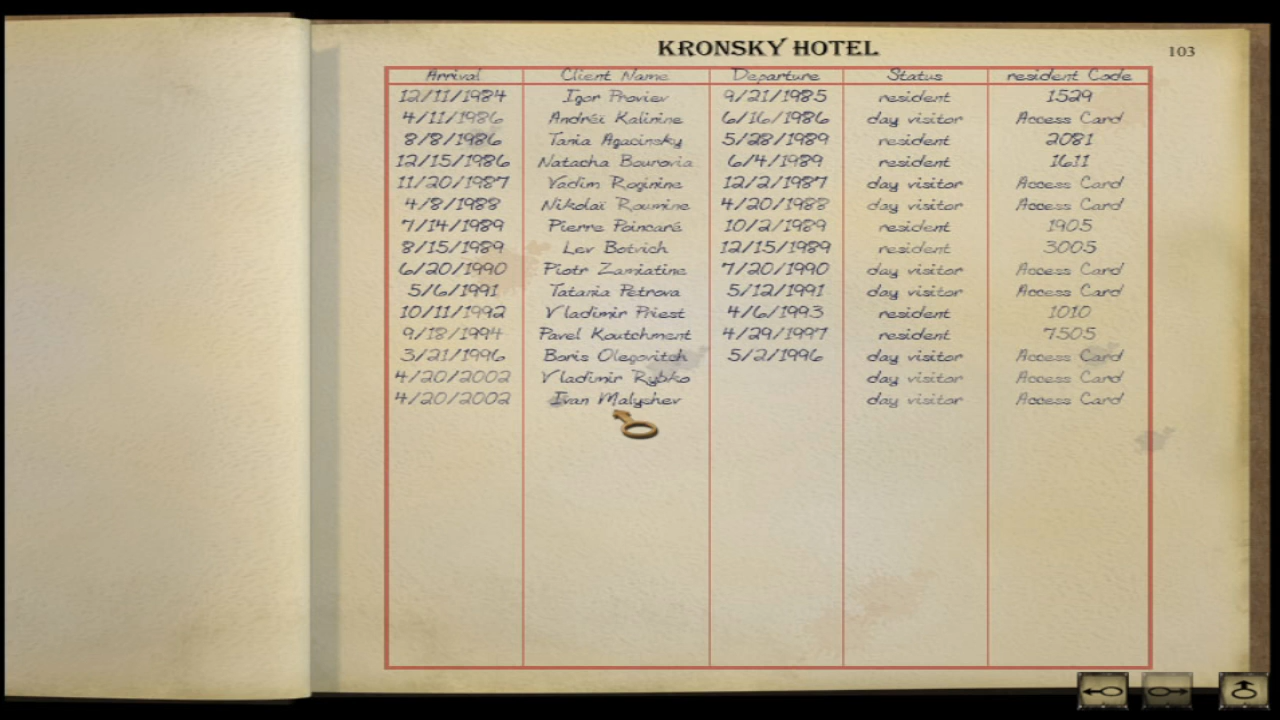 KRONSKY HOTEL
103
Arrival Client Name Departure Status resident Code
12/11/1984 Igor Proviev 9/21/1985 resident 1529
4/11/1986 Andréï Kalinine 6/16/1986 day visitor Access Card
8/8/1986 Tania Agacinsky 5/28/1989 resident 2081
12/15/1986 Natacha Bourovia 6/4/1989 resident 1611
11/20/1987 Vadim Roginine 12/2/1987 day visitor Access Card
4/8/1988 Nikolaï Roumine 4/20/1988 day visitor Access Card
7/14/1989 Pierre Poincaré 10/2/1989 resident 1905
8/15/1989 Lev Botvich 12/15/1989 resident 3005
6/20/1990 Piotr Zamiatine 7/20/1990 day visitor Access Card
5/6/1991 Tatania Petrova 5/12/1991 day visitor Access Card
10/11/1992 Vladimir Priest 4/6/1993 resident 1010
9/18/1994 Pavel Koutchment 4/29/1997 resident 7505
3/21/1996 Boris Olegovitch 5/2/1996 day visitor Access Card
4/20/2002 Vladimir Rybko day visitor Access Card
4/20/2002 Ivan Malyshev day visitor Access Card